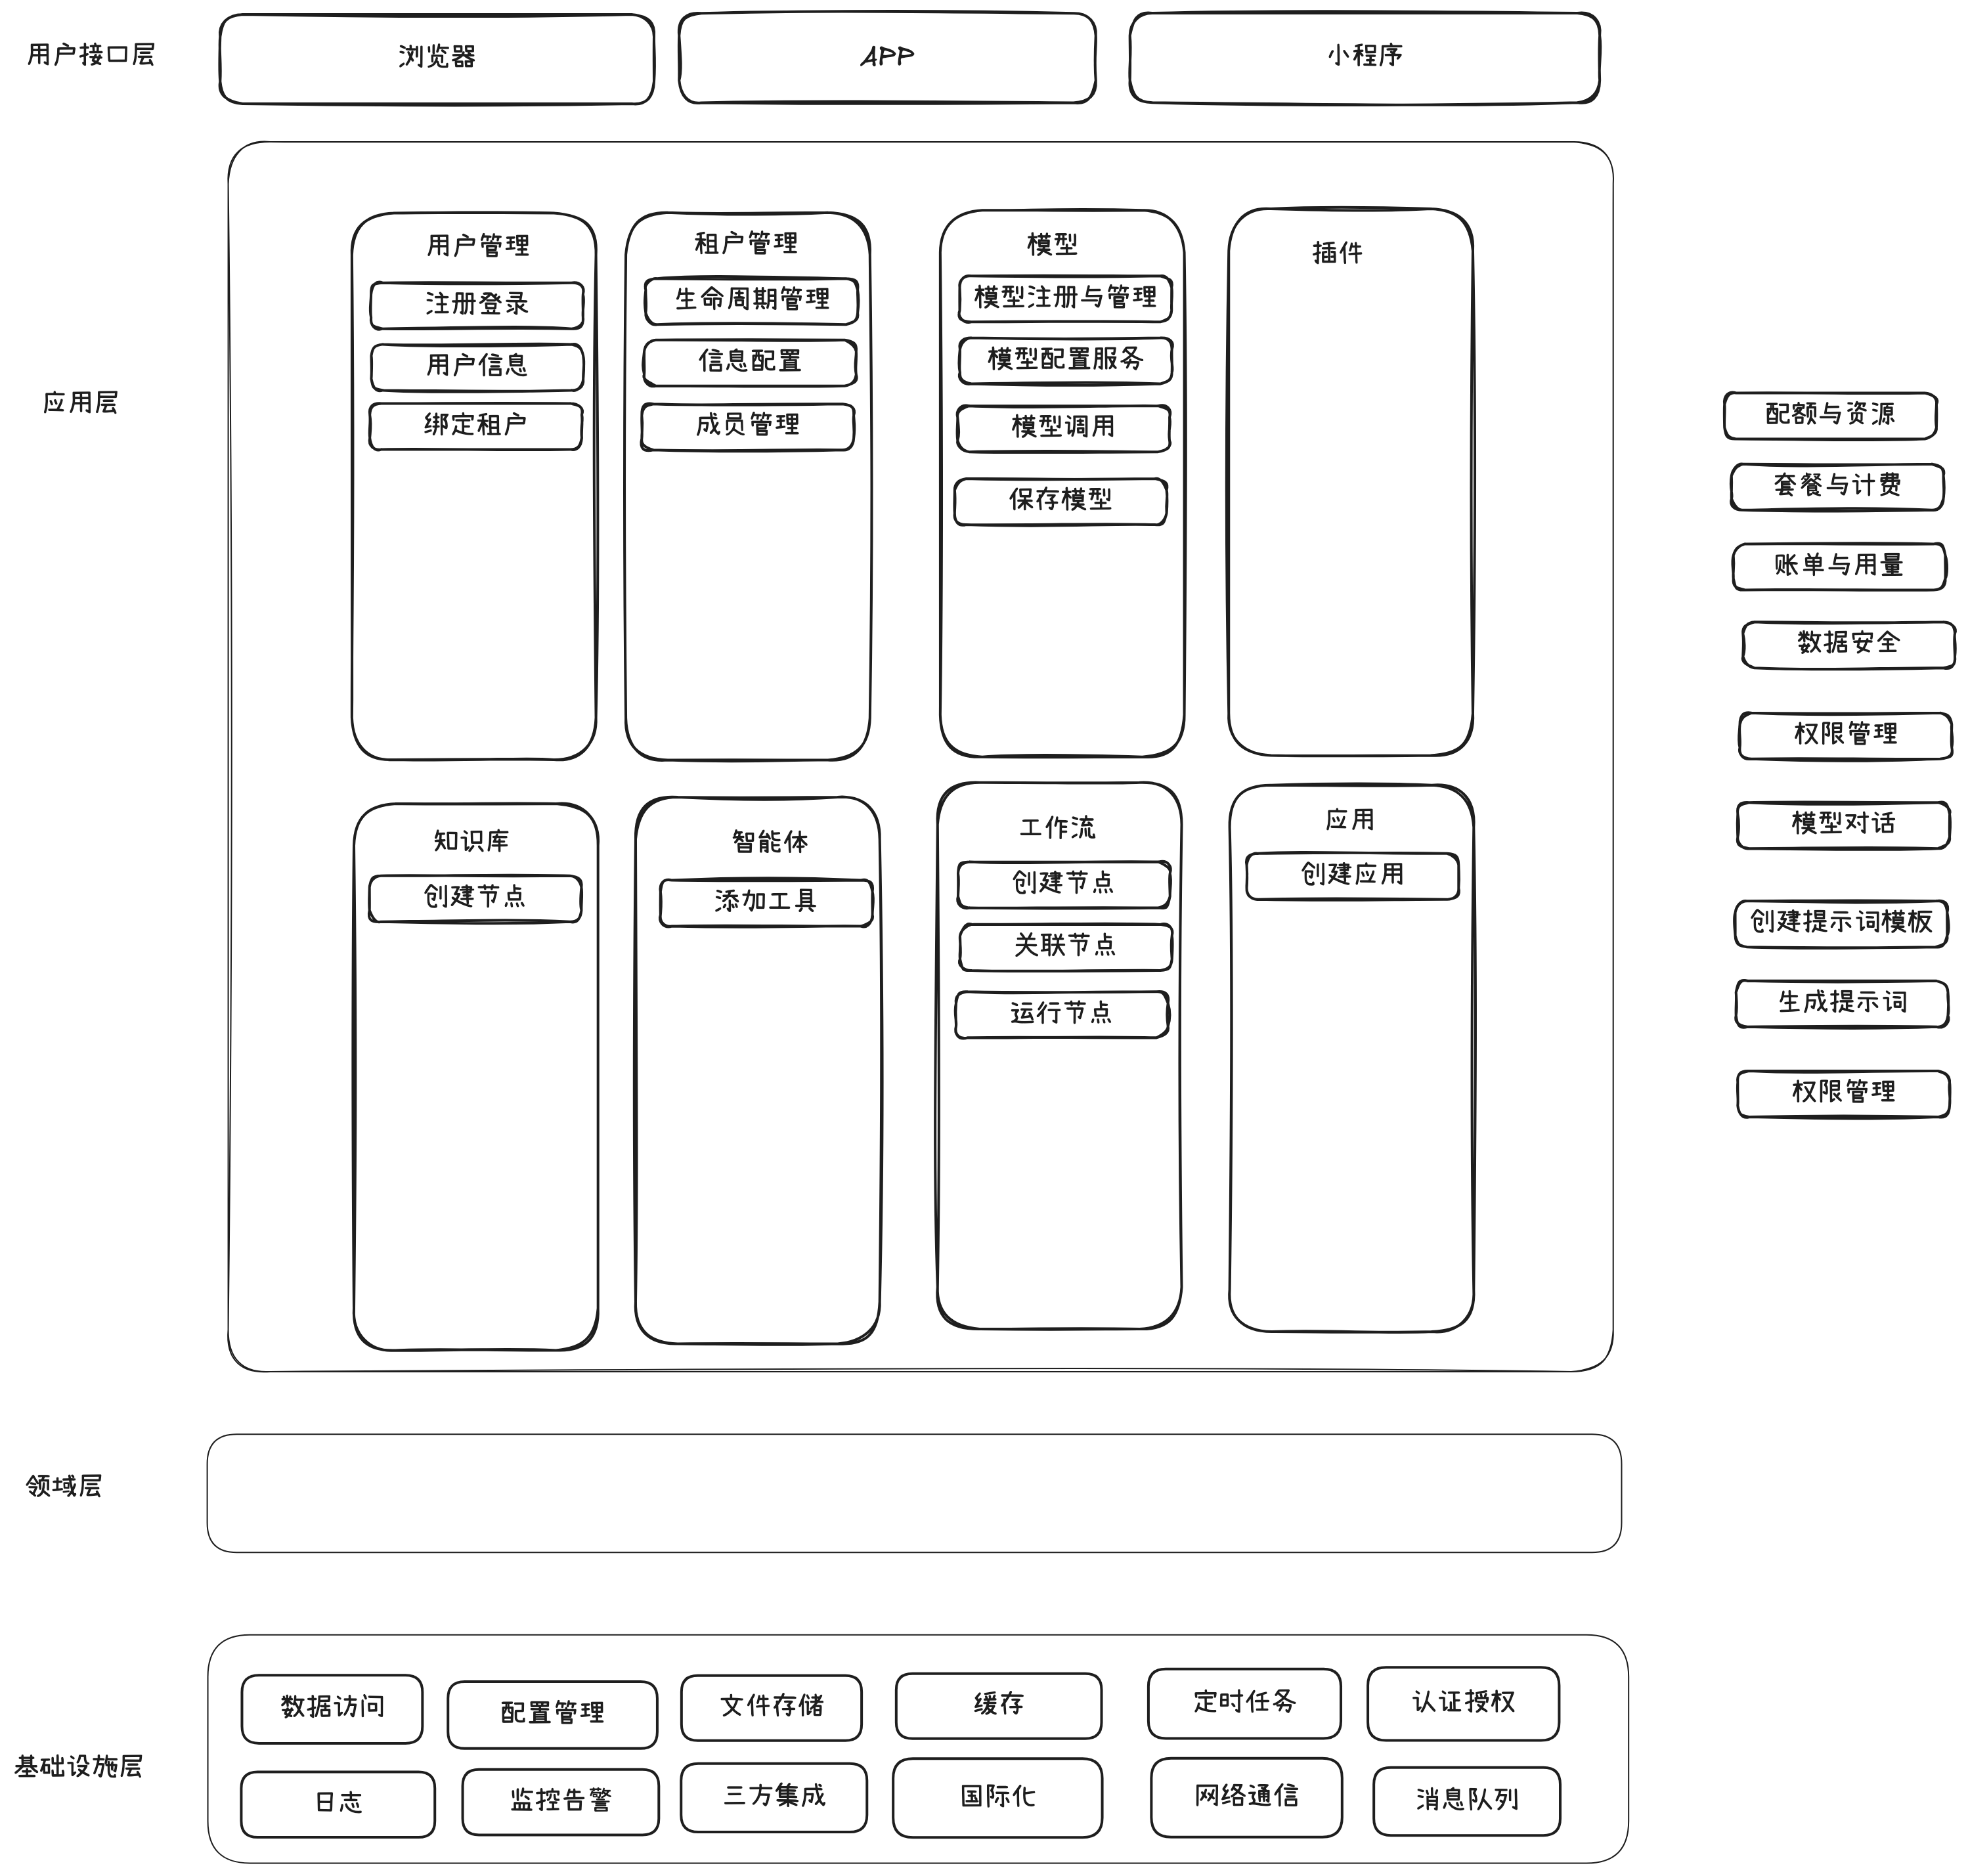 用户接口层
浏览器
APP
小程序
应用层
用户管理
注册登录
用户信息
绑定租户
租户管理
生命周期管理
信息配置
成员管理
模型
模型注册与管理
模型配置服务
模型调用
保存模型
插件
知识库
创建节点
智能体
添加工具
工作流
创建节点
关联节点
运行节点
应用
创建应用
配额与资源
套餐与计费
账单与用量
数据安全
权限管理
模型对话
创建提示词模板
生成提示词
权限管理
领域层
基础设施层
数据访问
配置管理
文件存储
缓存
定时任务
认证授权
日志
监控告警
三方集成
国际化
网络通信
消息队列